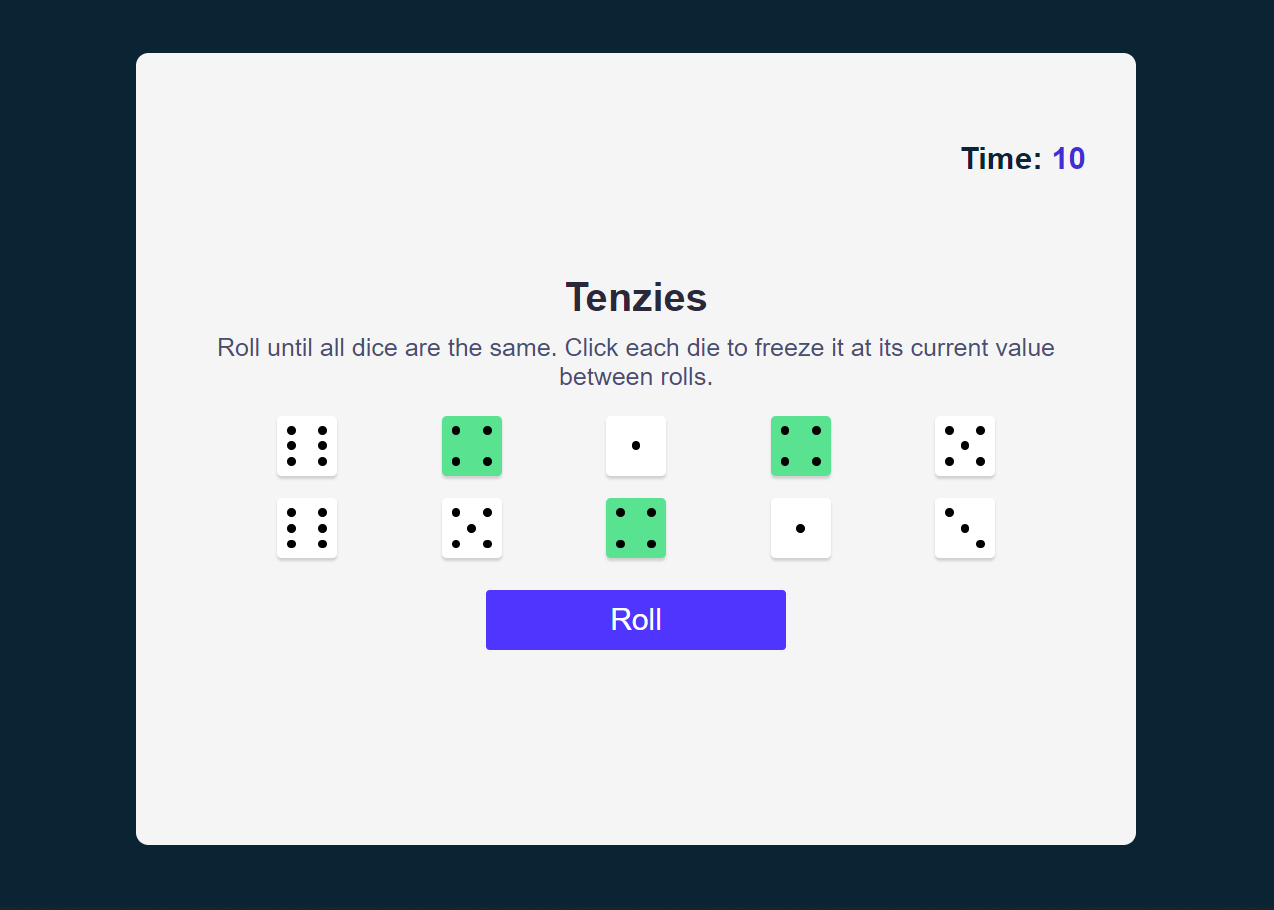 Time: 10
Tenzies
Roll until all dice are the same. Click each die to freeze it at its current value
between rolls.
Roll